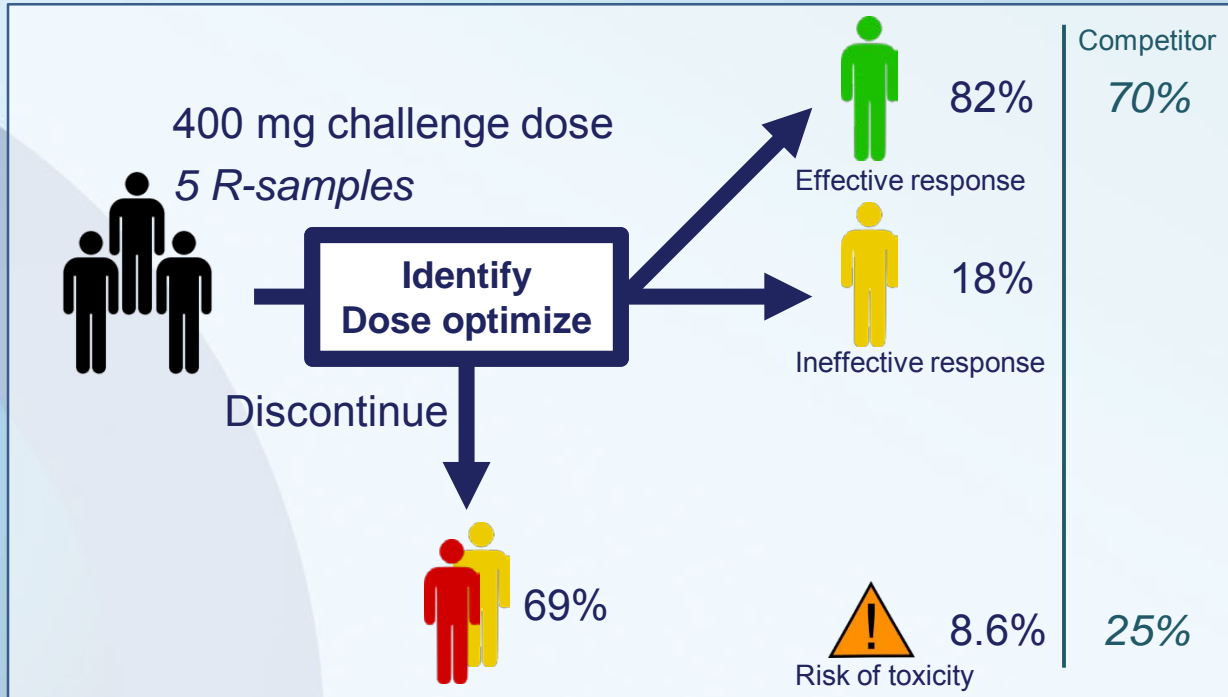 Competitor
82%
70%
400 mg challenge dose
5 R-samples
Effective response
Identify
Dose optimize
18%
Ineffective response
Discontinue
69%
!
8.6%
25%
Risk of toxicity